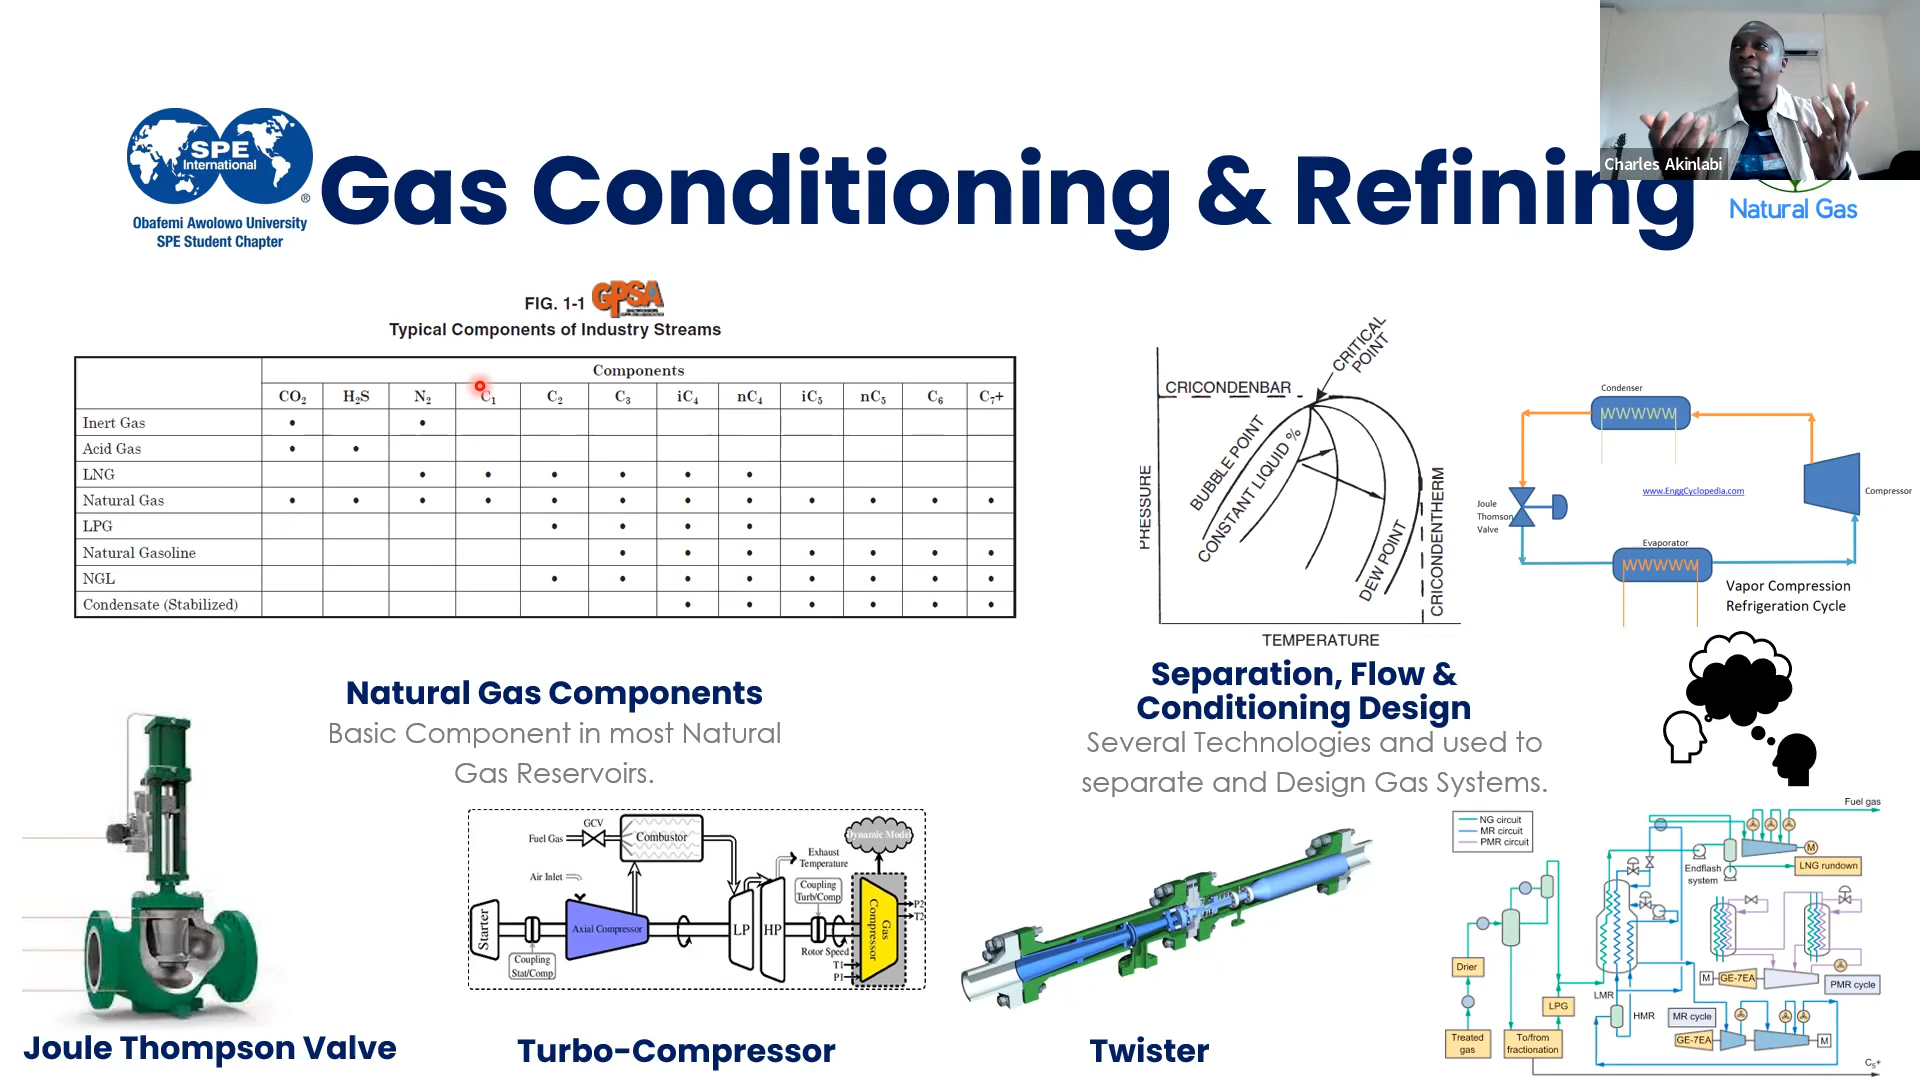 Charles Akinlabi
SPE
International
®
Obafemi Awolowo University
SPE Student Chapter
Gas Conditioning & Refining
Natural Gas
FIG. 1-1 GPSA
Typical Components of Industry Streams
Components
CO2 H2S N2 C1 C2 C3 iC4 nC4 iC5 nC5 C6 C7+
Inert Gas • •
Acid Gas • •
LNG • • • • • •
Natural Gas • • • • • • • • • • • •
LPG • • • •
Natural Gasoline • • • • • • •
NGL • • • • • • • •
Condensate (Stabilized) • • • • • •
Natural Gas Components
Basic Component in most Natural
Gas Reservoirs.
CRITICAL
POINT
CRICONDENBAR
BUBBLE POINT
CONSTANT LIQUID %
DEW POINT
CRICONDENTHERM
PRESSURE
TEMPERATURE
Condenser
www.EnggCyclopedia.com
Compressor
Joule
Thomson
Valve
Evaporator
Vapor Compression
Refrigeration Cycle
Separation, Flow &
Conditioning Design
Several Technologies and used to
separate and Design Gas Systems.
Joule Thompson Valve
Fuel Gas
GCV
Combustor
Air Inlet
Exhaust
Temperature
Dynamic Model
Coupling
Turb/Comp
Starter
Axial Compressor
LP
HP
Gas
Compressor
P2
T2
Rotor Speed
T1
P1
Coupling
Stat/Comp
Turbo-Compressor
Twister
NG circuit
MR circuit
PMR circuit
Fuel gas
M
LNG rundown
Endflash
system
Drier
LPG
Treated
gas
To/from
fractionation
LMR
HMR
M
GE-7EA
PMR cycle
MR cycle
GE-7EA
M
C5+